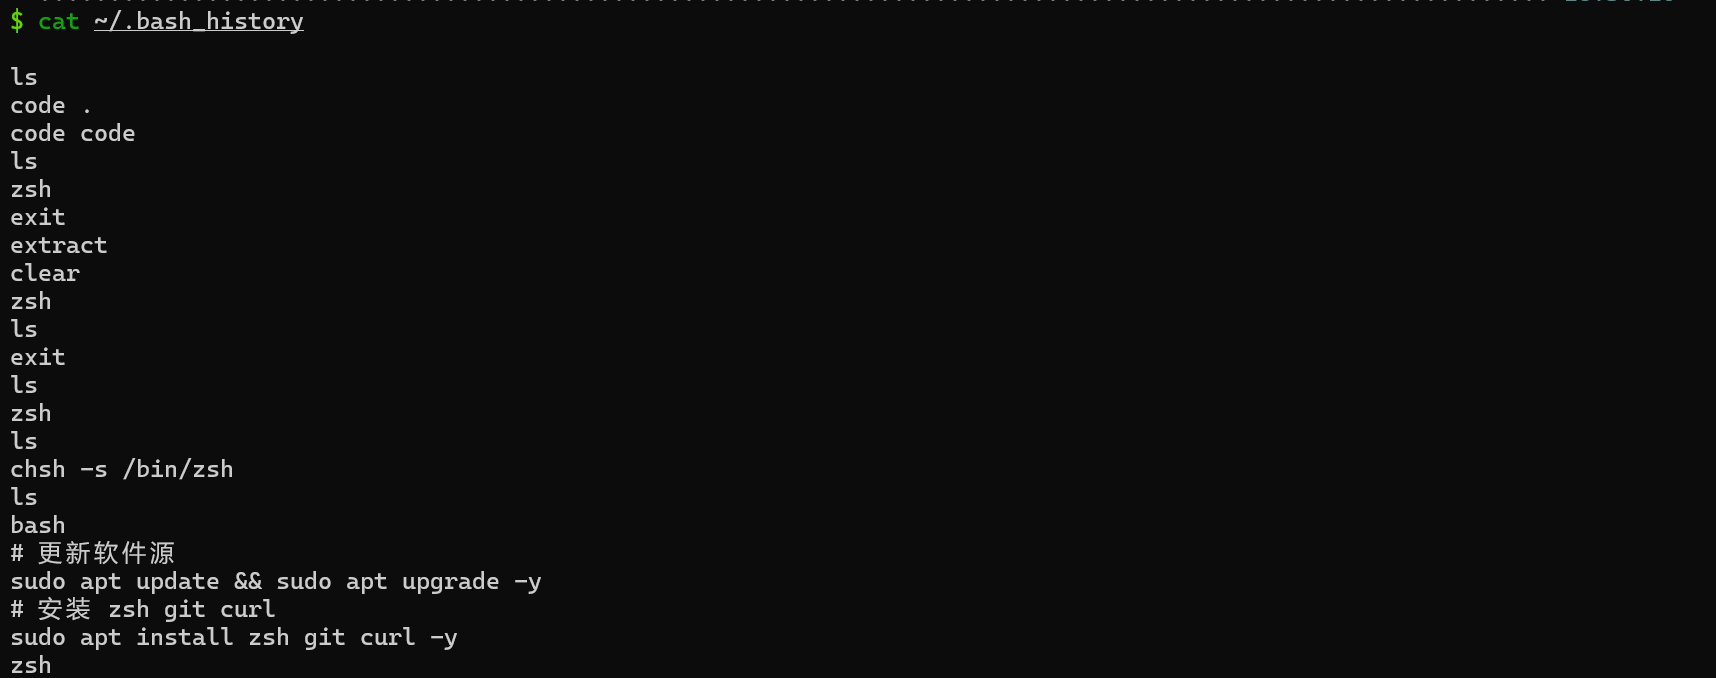 $ cat ~/.bash_history
ls
code .
code code
ls
zsh
exit
extract
clear
zsh
ls
exit
ls
zsh
ls
chsh -s /bin/zsh
ls
bash
# 更新软件源
sudo apt update && sudo apt upgrade -y
# 安装 zsh git curl
sudo apt install zsh git curl -y
zsh